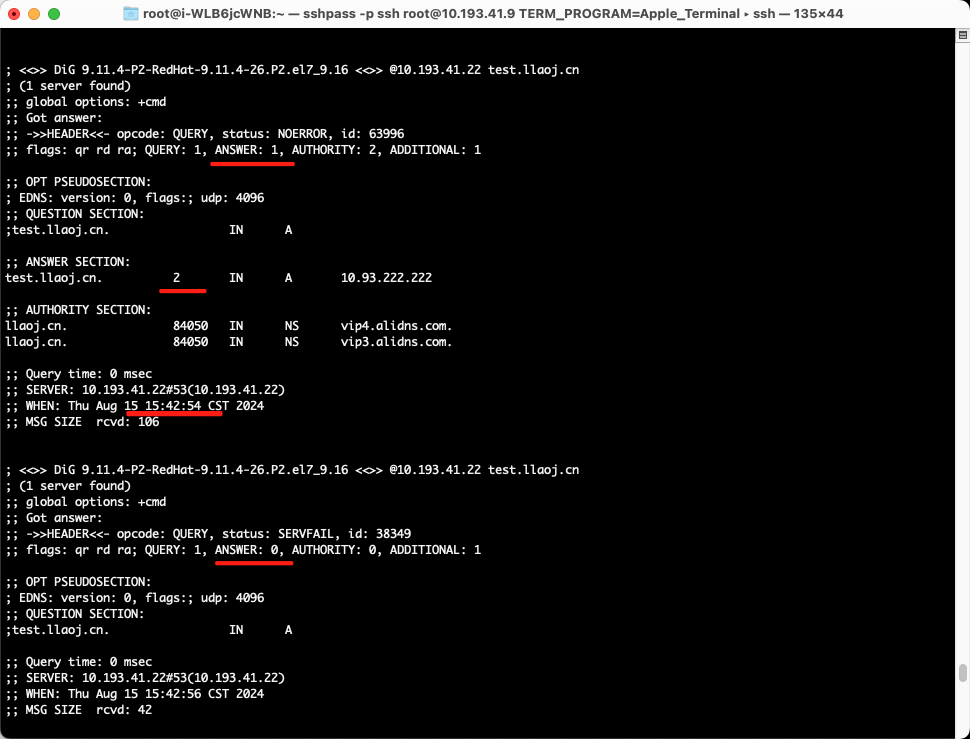 root@i-WLB6jcWNB:~ — sshpass -p ssh root@10.193.41.9 TERM_PROGRAM=Apple_Terminal ▸ ssh — 135×44
; <<>> DiG 9.11.4-P2-RedHat-9.11.4-26.P2.el7_9.16 <<>> @10.193.41.22 test.llaoj.cn
; (1 server found)
;; global options: +cmd
;; Got answer:
;; ->>HEADER<<- opcode: QUERY, status: NOERROR, id: 63996
;; flags: qr rd ra; QUERY: 1, ANSWER: 1, AUTHORITY: 2, ADDITIONAL: 1
;; OPT PSEUDOSECTION:
; EDNS: version: 0, flags:; udp: 4096
;; QUESTION SECTION:
;test.llaoj.cn. IN A
;; ANSWER SECTION:
test.llaoj.cn. 2 IN A 10.93.222.222
;; AUTHORITY SECTION:
llaoj.cn. 84050 IN NS vip4.alidns.com.
llaoj.cn. 84050 IN NS vip3.alidns.com.
;; Query time: 0 msec
;; SERVER: 10.193.41.22#53(10.193.41.22)
;; WHEN: Thu Aug 15 15:42:54 CST 2024
;; MSG SIZE rcvd: 106
; <<>> DiG 9.11.4-P2-RedHat-9.11.4-26.P2.el7_9.16 <<>> @10.193.41.22 test.llaoj.cn
; (1 server found)
;; global options: +cmd
;; Got answer:
;; ->>HEADER<<- opcode: QUERY, status: SERVFAIL, id: 38349
;; flags: qr rd ra; QUERY: 1, ANSWER: 0, AUTHORITY: 0, ADDITIONAL: 1
;; OPT PSEUDOSECTION:
; EDNS: version: 0, flags:; udp: 4096
;; QUESTION SECTION:
;test.llaoj.cn. IN A
;; Query time: 0 msec
;; SERVER: 10.193.41.22#53(10.193.41.22)
;; WHEN: Thu Aug 15 15:42:56 CST 2024
;; MSG SIZE rcvd: 42